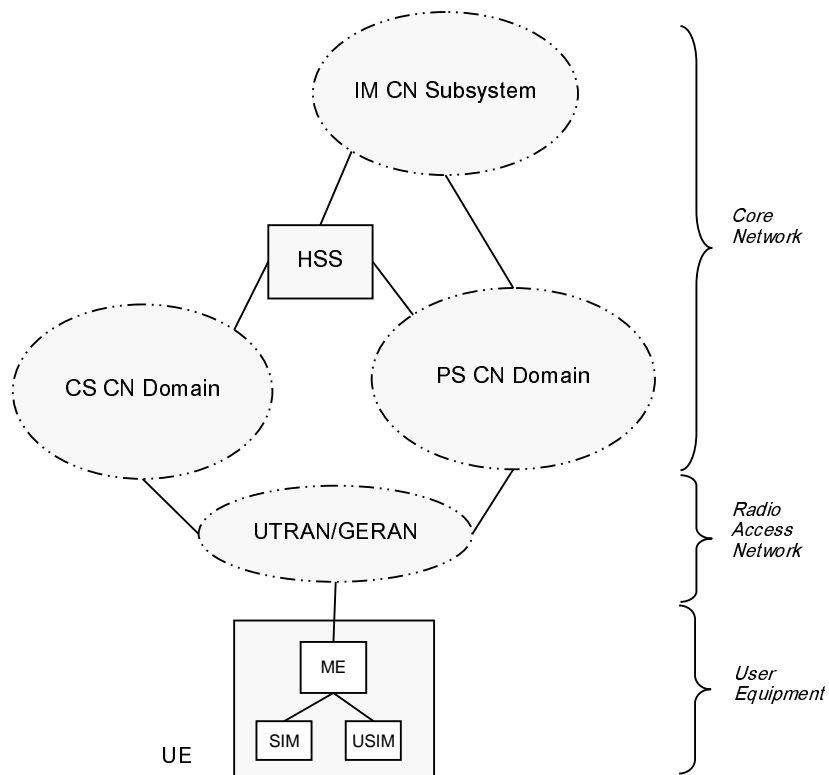 IM CN Subsystem
Core
Network
HSS
CS CN Domain
PS CN Domain
UTRAN/GERAN
Radio
Access
Network
ME
SIM
USIM
UE
User
Equipment